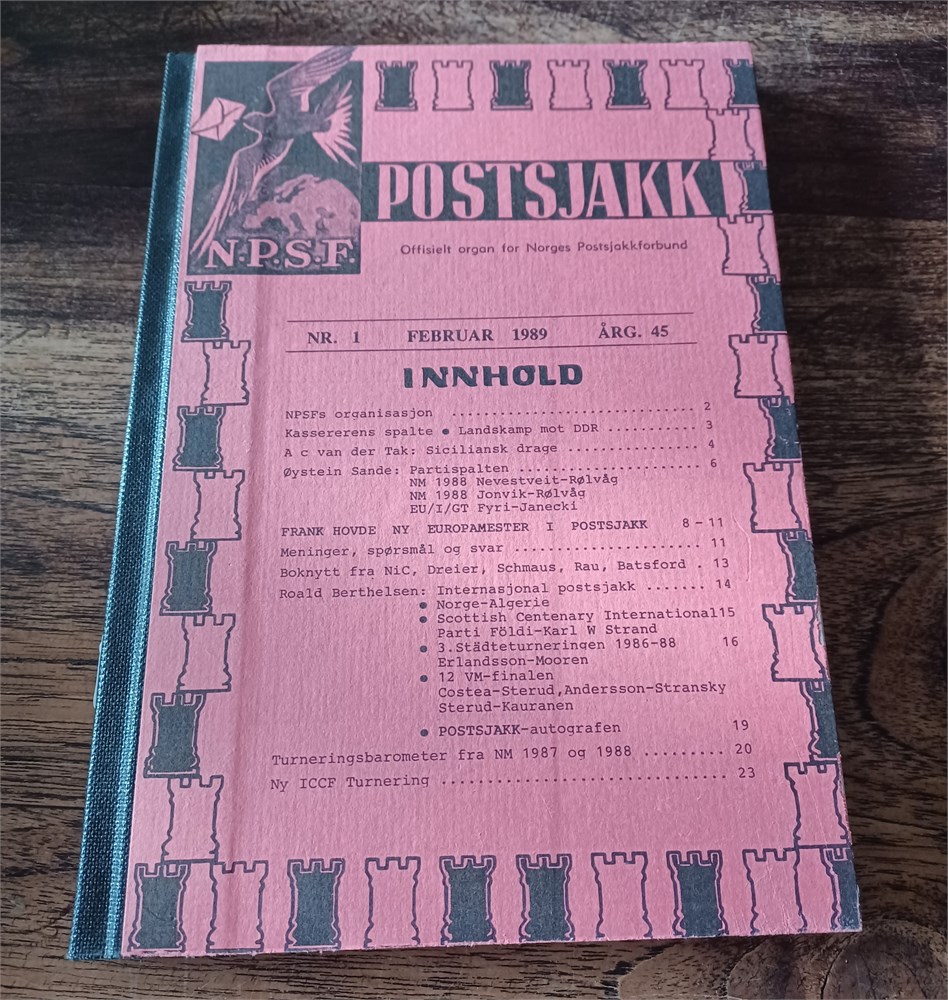 N.P.S.F.
POSTSJAKK
Offisielt organ for Norges Postsjakkforbund
NR. 1 FEBRUAR 1989 ÅRG. 45
INNHOLD
NPSFs organisasjon .............................. 2
Kassererens spalte ● Landskamp mot DDR ........... 3
A c van der Tak: Siciliansk drage ................ 4
Øystein Sande: Partispalten ...................... 6
NM 1988 Nevestveit-Rølvåg
NM 1988 Jonvik-Rølvåg
EU/I/GT Fyri-Janecki
FRANK HOVDE NY EUROPAMESTER I POSTSJAKK 8-11
Meninger, spørsmål og svar ....................... 11
Boknytt fra NiC, Dreier, Schmaus, Rau, Batsford . 13
Roald Berthelsen: Internasjonal postsjakk ....... 14
● Norge-Algerie
● Scottish Centenary International15
Parti Földi-Karl W Strand
● 3.Städteturneringen 1986-88 16
Erlandsson-Mooren
● 12 VM-finalen
Costea-Sterud,Andersson-Stransky
Sterud-Kauranen
● POSTSJAKK-autografen 19
Turneringsbarometer fra NM 1987 og 1988 ......... 20
Ny ICCF Turnering ............................... 23